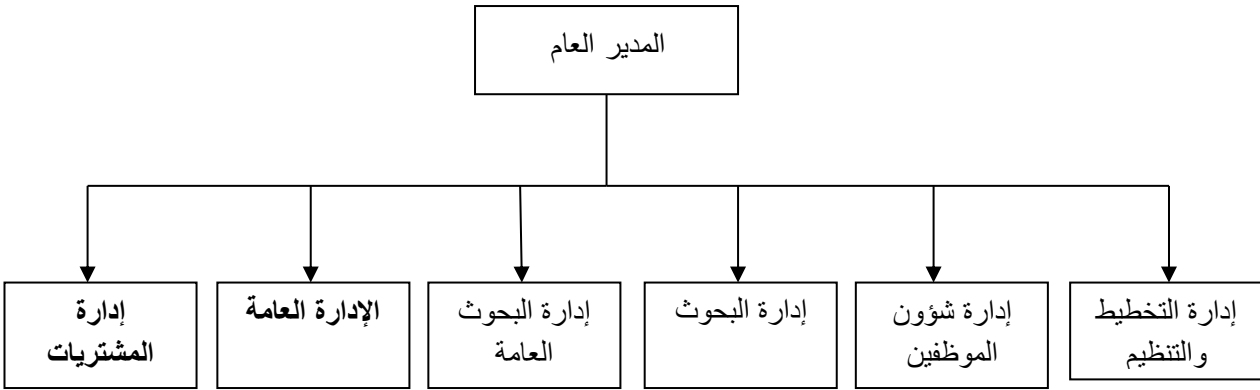 المدير العام
إدارة التخطيط
والتنظيم
إدارة شؤون
الموظفين
إدارة البحوث
إدارة البحوث
العامة
الإدارة العامة
إدارة
المشتريات